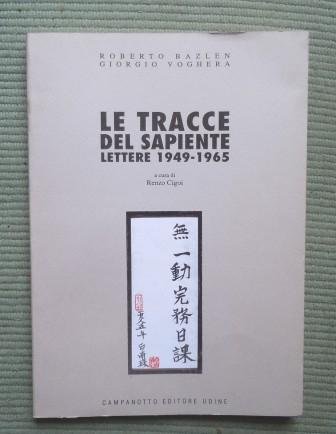 ROBERTO BAZLEN
GIORGIO VOGHERA
LE TRACCE
DEL SAPIENTE
LETTERE 1949-1965
a cura di
Renzo Cigoi
無一動完務日課
CAMPANOTTO EDITORE UDINE